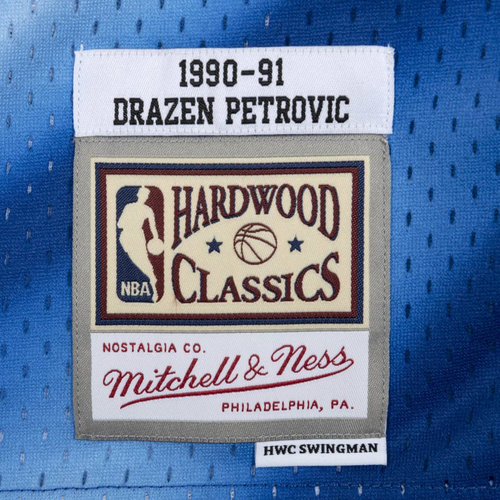 1990-91
DRAZEN PETROVIC
HARDWOOD
CLASSICS
NBA
NOSTALGIA CO.
Mitchell & Ness
PHILADELPHIA, PA.
HWC SWINGMAN